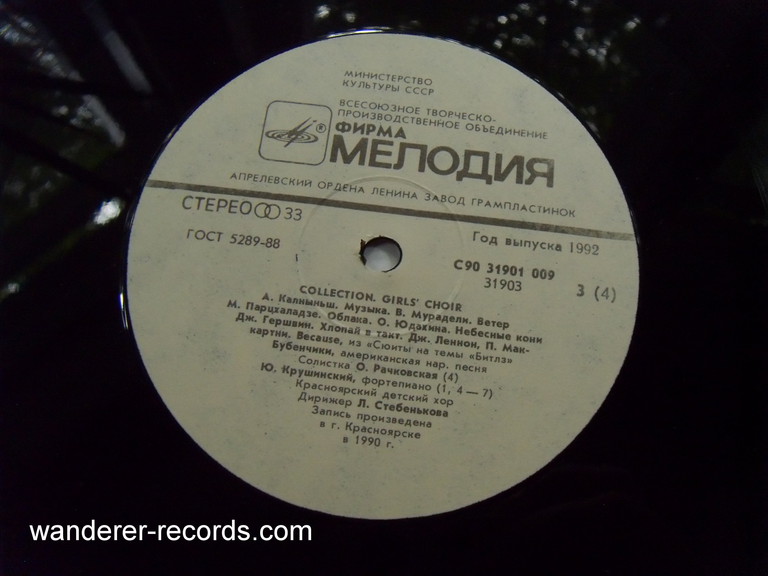 МИНИСТЕРСТВО
КУЛЬТУРЫ СССР
ВСЕСОЮЗНОЕ ТВОРЧЕСКО-
ПРОИЗВОДСТВЕННОЕ ОБЪЕДИНЕНИЕ
®
ФИРМА
МЕЛОДИЯ
АПРЕЛЕВСКИЙ ОРДЕНА ЛЕНИНА ЗАВОД ГРАМПЛАСТИНОК
СТЕРЕО 33
ГОСТ 5289-88
Год выпуска 1992
С90 31901 009
31903
3 (4)
COLLECTION. GIRLS' CHOIR
А. Калныньш. Музыка. В. Мурадели. Ветер
М. Парцхаладзе. Облака. О. Юдахина. Небесные кони
Дж. Гершвин. Хлопай в такт. Дж. Леннон, П. Мак-
картни. Because, из «Сюиты на темы «Битлз»
Бубенчики, американская нар. песня
Солистка О. Рачковская (4)
Ю. Крушинский, фортепиано (1, 4—7)
Красноярский детский хор
Дирижер Л. Стебенькова
Запись произведена
в г. Красноярске
в 1990 г.
wanderer-records.com